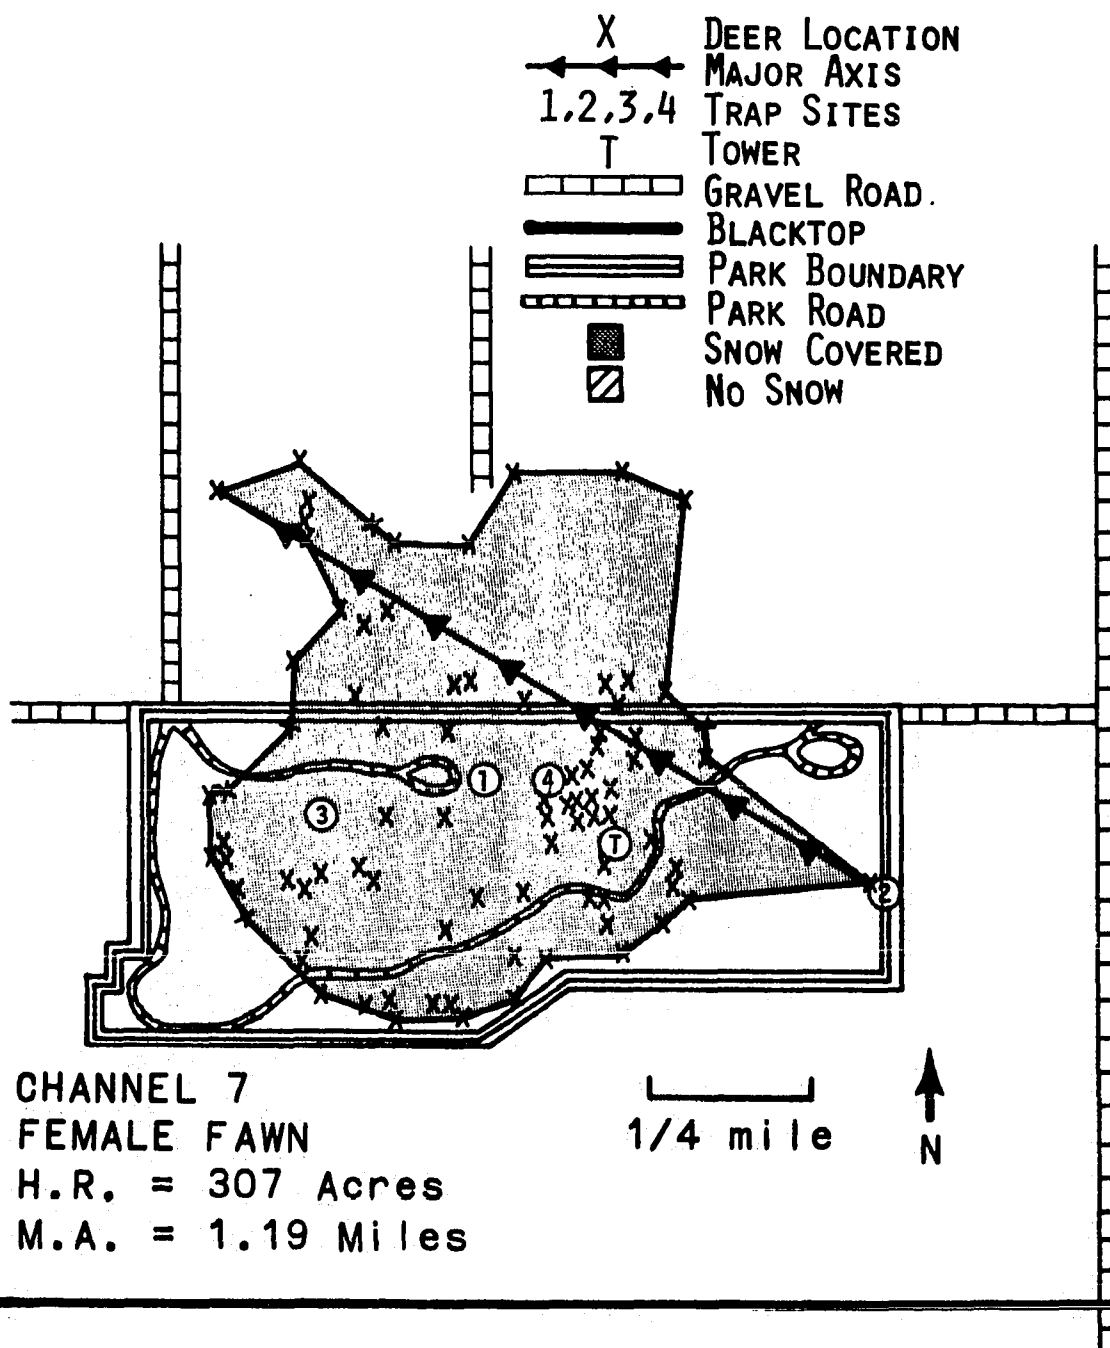 X DEER LOCATION
MAJOR AXIS
1,2,3,4 TRAP SITES
T TOWER
GRAVEL ROAD.
BLACKTOP
PARK BOUNDARY
PARK ROAD
SNOW COVERED
NO SNOW
1
4
3
T
2
CHANNEL 7
FEMALE FAWN
H.R. = 307 Acres
M.A. = 1.19 Miles
1/4 mile
N